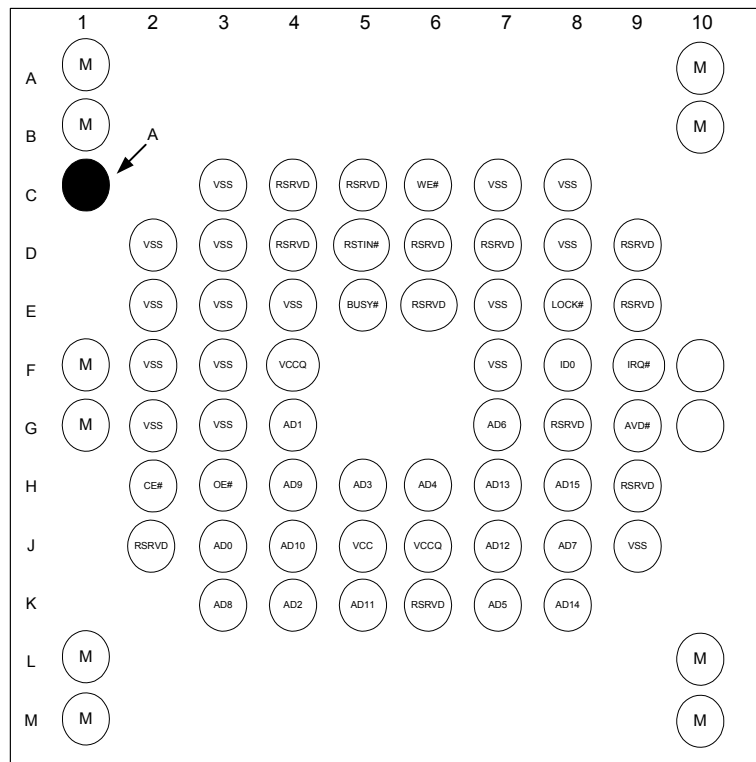 1 2 3 4 5 6 7 8 9 10
A M M
B M M
A
C VSS RSRVD RSRVD WE# VSS VSS
D VSS VSS RSRVD RSTIN# RSRVD RSRVD VSS RSRVD
E VSS VSS VSS BUSY# RSRVD VSS LOCK# RSRVD
F M VSS VSS VCCQ VSS ID0 IRQ#
G M VSS VSS AD1 AD6 RSRVD AVD#
H CE# OE# AD9 AD3 AD4 AD13 AD15 RSRVD
J RSRVD AD0 AD10 VCC VCCQ AD12 AD7 VSS
K AD8 AD2 AD11 RSRVD AD5 AD14
L M M
M M M